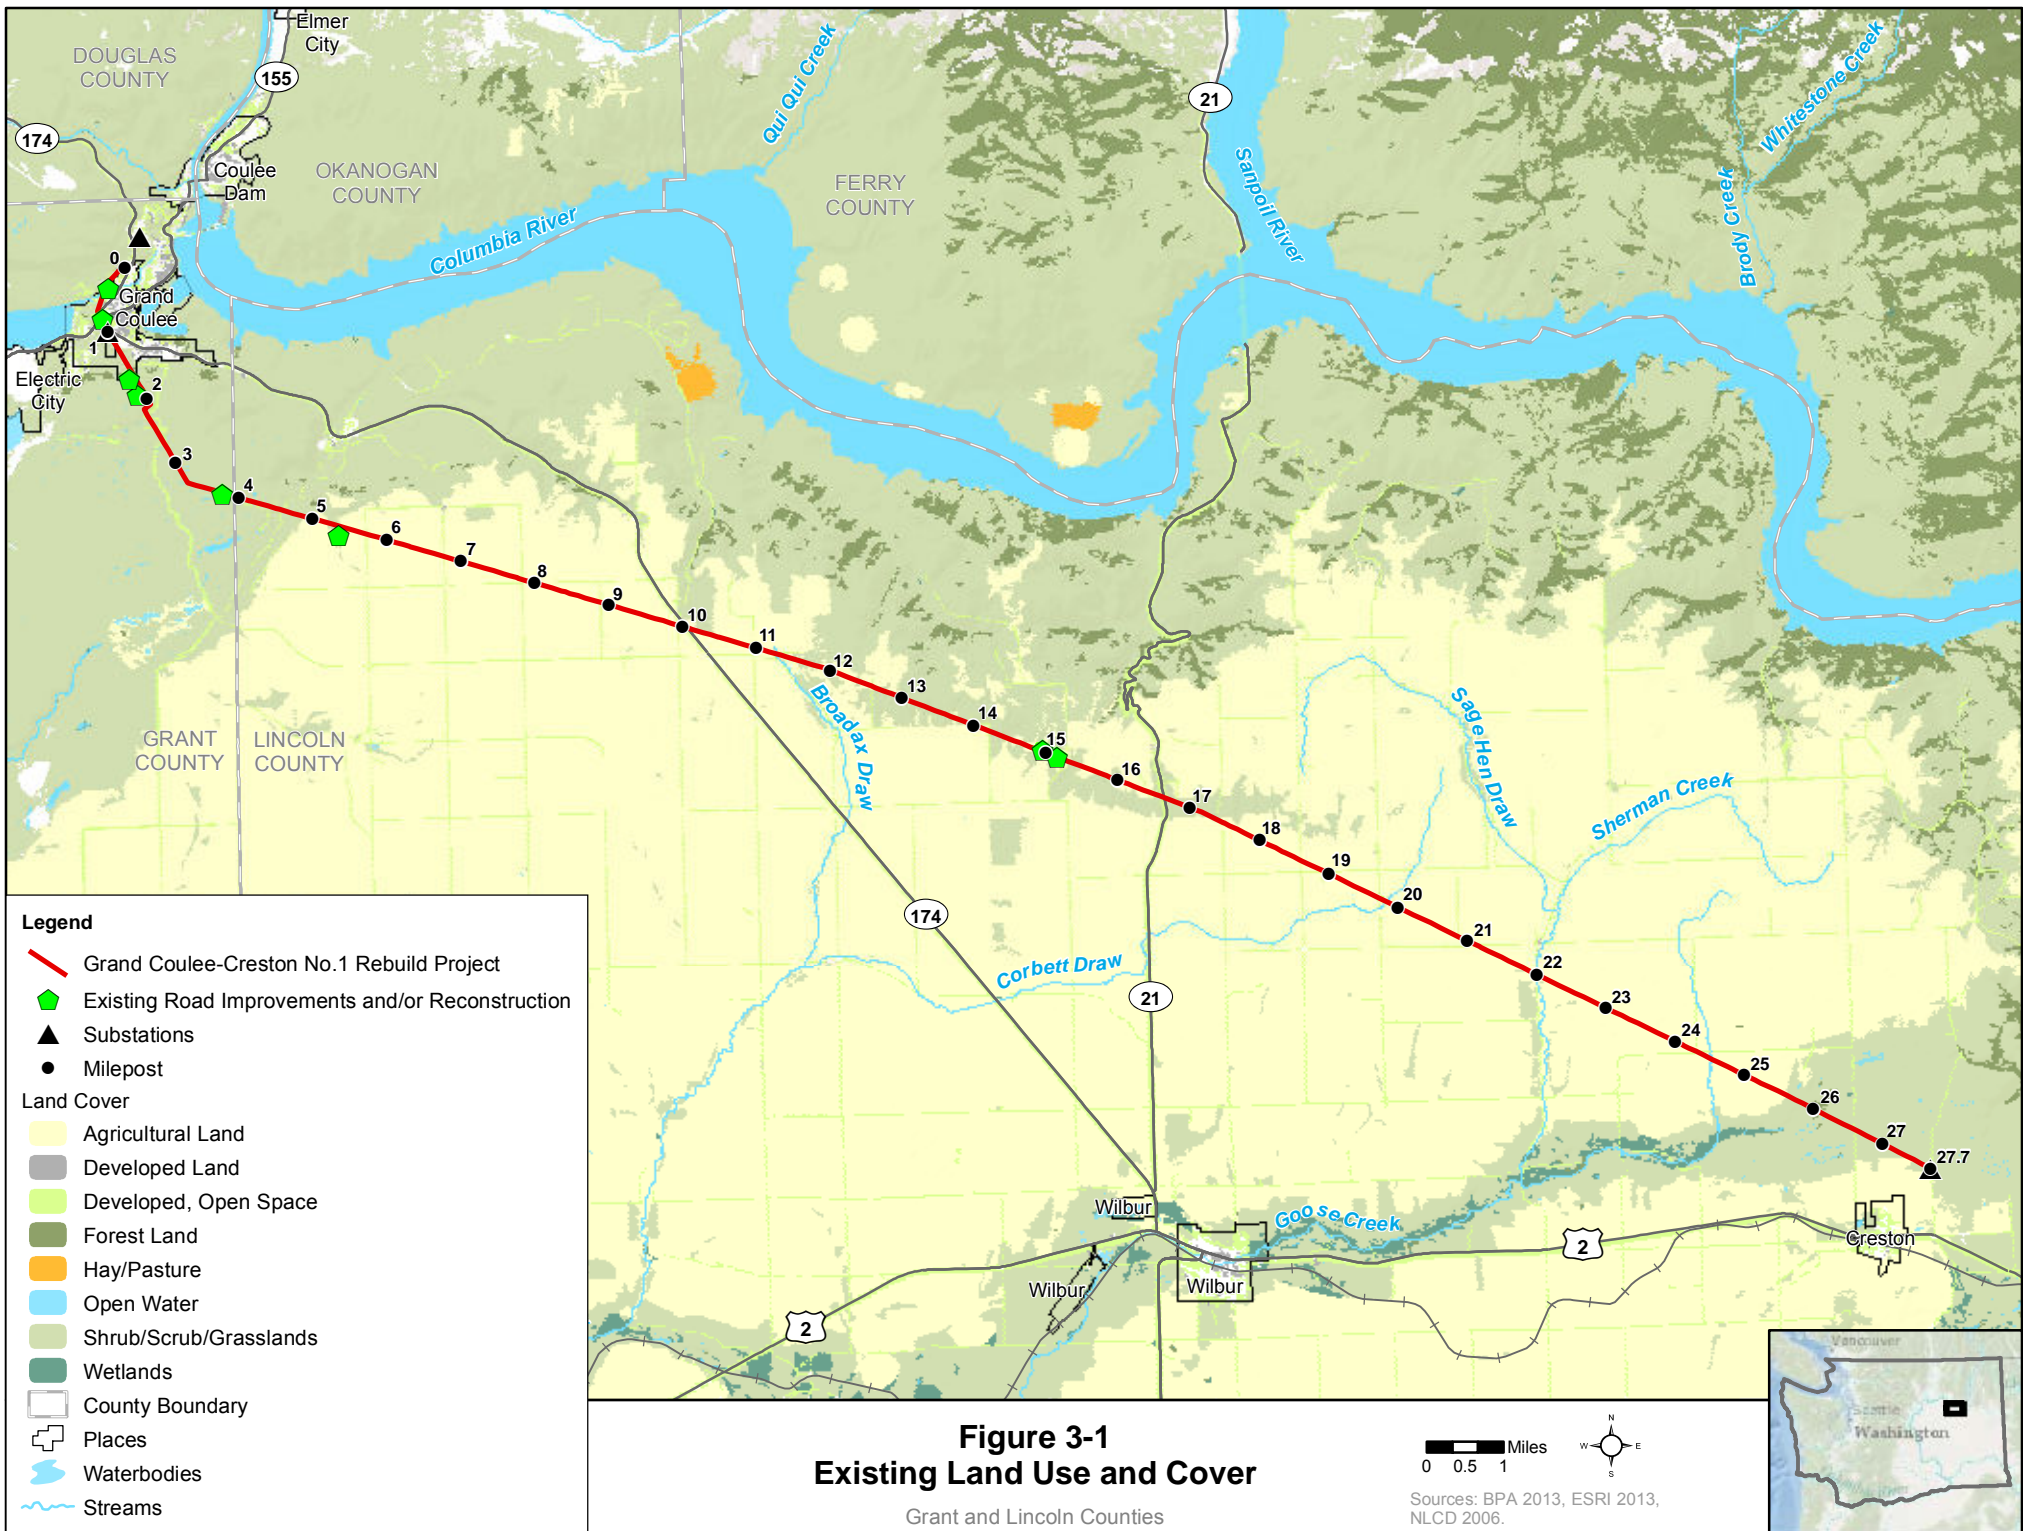 Elmer
City
DOUGLAS
COUNTY
155
174
Coulee
Dam
OKANOGAN
COUNTY
Qui Qui Creek
FERRY
COUNTY
21
Sanpoil River
Whitestone Creek
Brody Creek
Columbia River
0
Grand
Coulee
1
Electric
City
2
3
4
5
6
7
8
9
10
11
12
13
14
15
16
17
18
19
20
21
22
23
24
25
26
27
27.7
GRANT
COUNTY
LINCOLN
COUNTY
Broadax Draw
Sage Hen Draw
Sherman Creek
174
Corbett Draw
21
Wilbur
Goose Creek
2
Creston
Wilbur
Wilbur
2
Legend
Grand Coulee-Creston No.1 Rebuild Project
Existing Road Improvements and/or Reconstruction
Substations
Milepost
Land Cover
Agricultural Land
Developed Land
Developed, Open Space
Forest Land
Hay/Pasture
Open Water
Shrub/Scrub/Grasslands
Wetlands
County Boundary
Places
Waterbodies
Streams
Figure 3-1
Existing Land Use and Cover
Grant and Lincoln Counties
Miles
0 0.5 1
N
W E
S
Sources: BPA 2013, ESRI 2013,
NLCD 2006.
Vancouver
Seattle
Washington